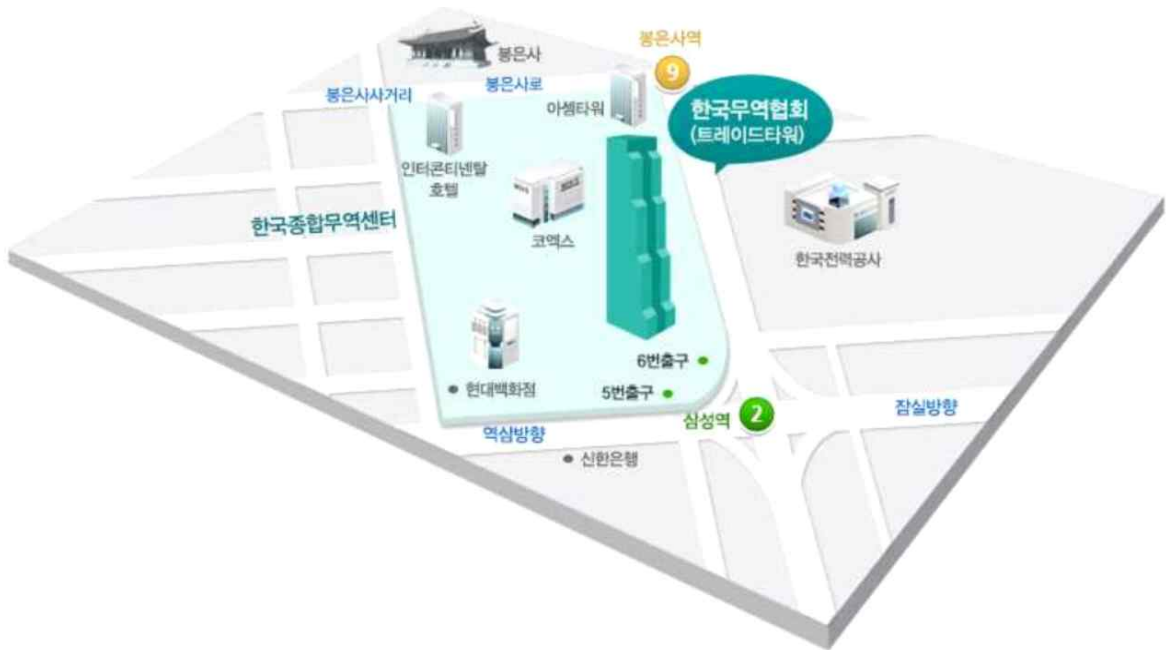 봉은사역
9
봉은사
봉은사로
봉은사사거리
아셈타워
한국무역협회
(트레이드타워)
인터콘티넨탈
호텔
한국종합무역센터
코엑스
한국전력공사
6번출구
현대백화점
5번출구
삼성역
2
잠실방향
역삼방향
신한은행